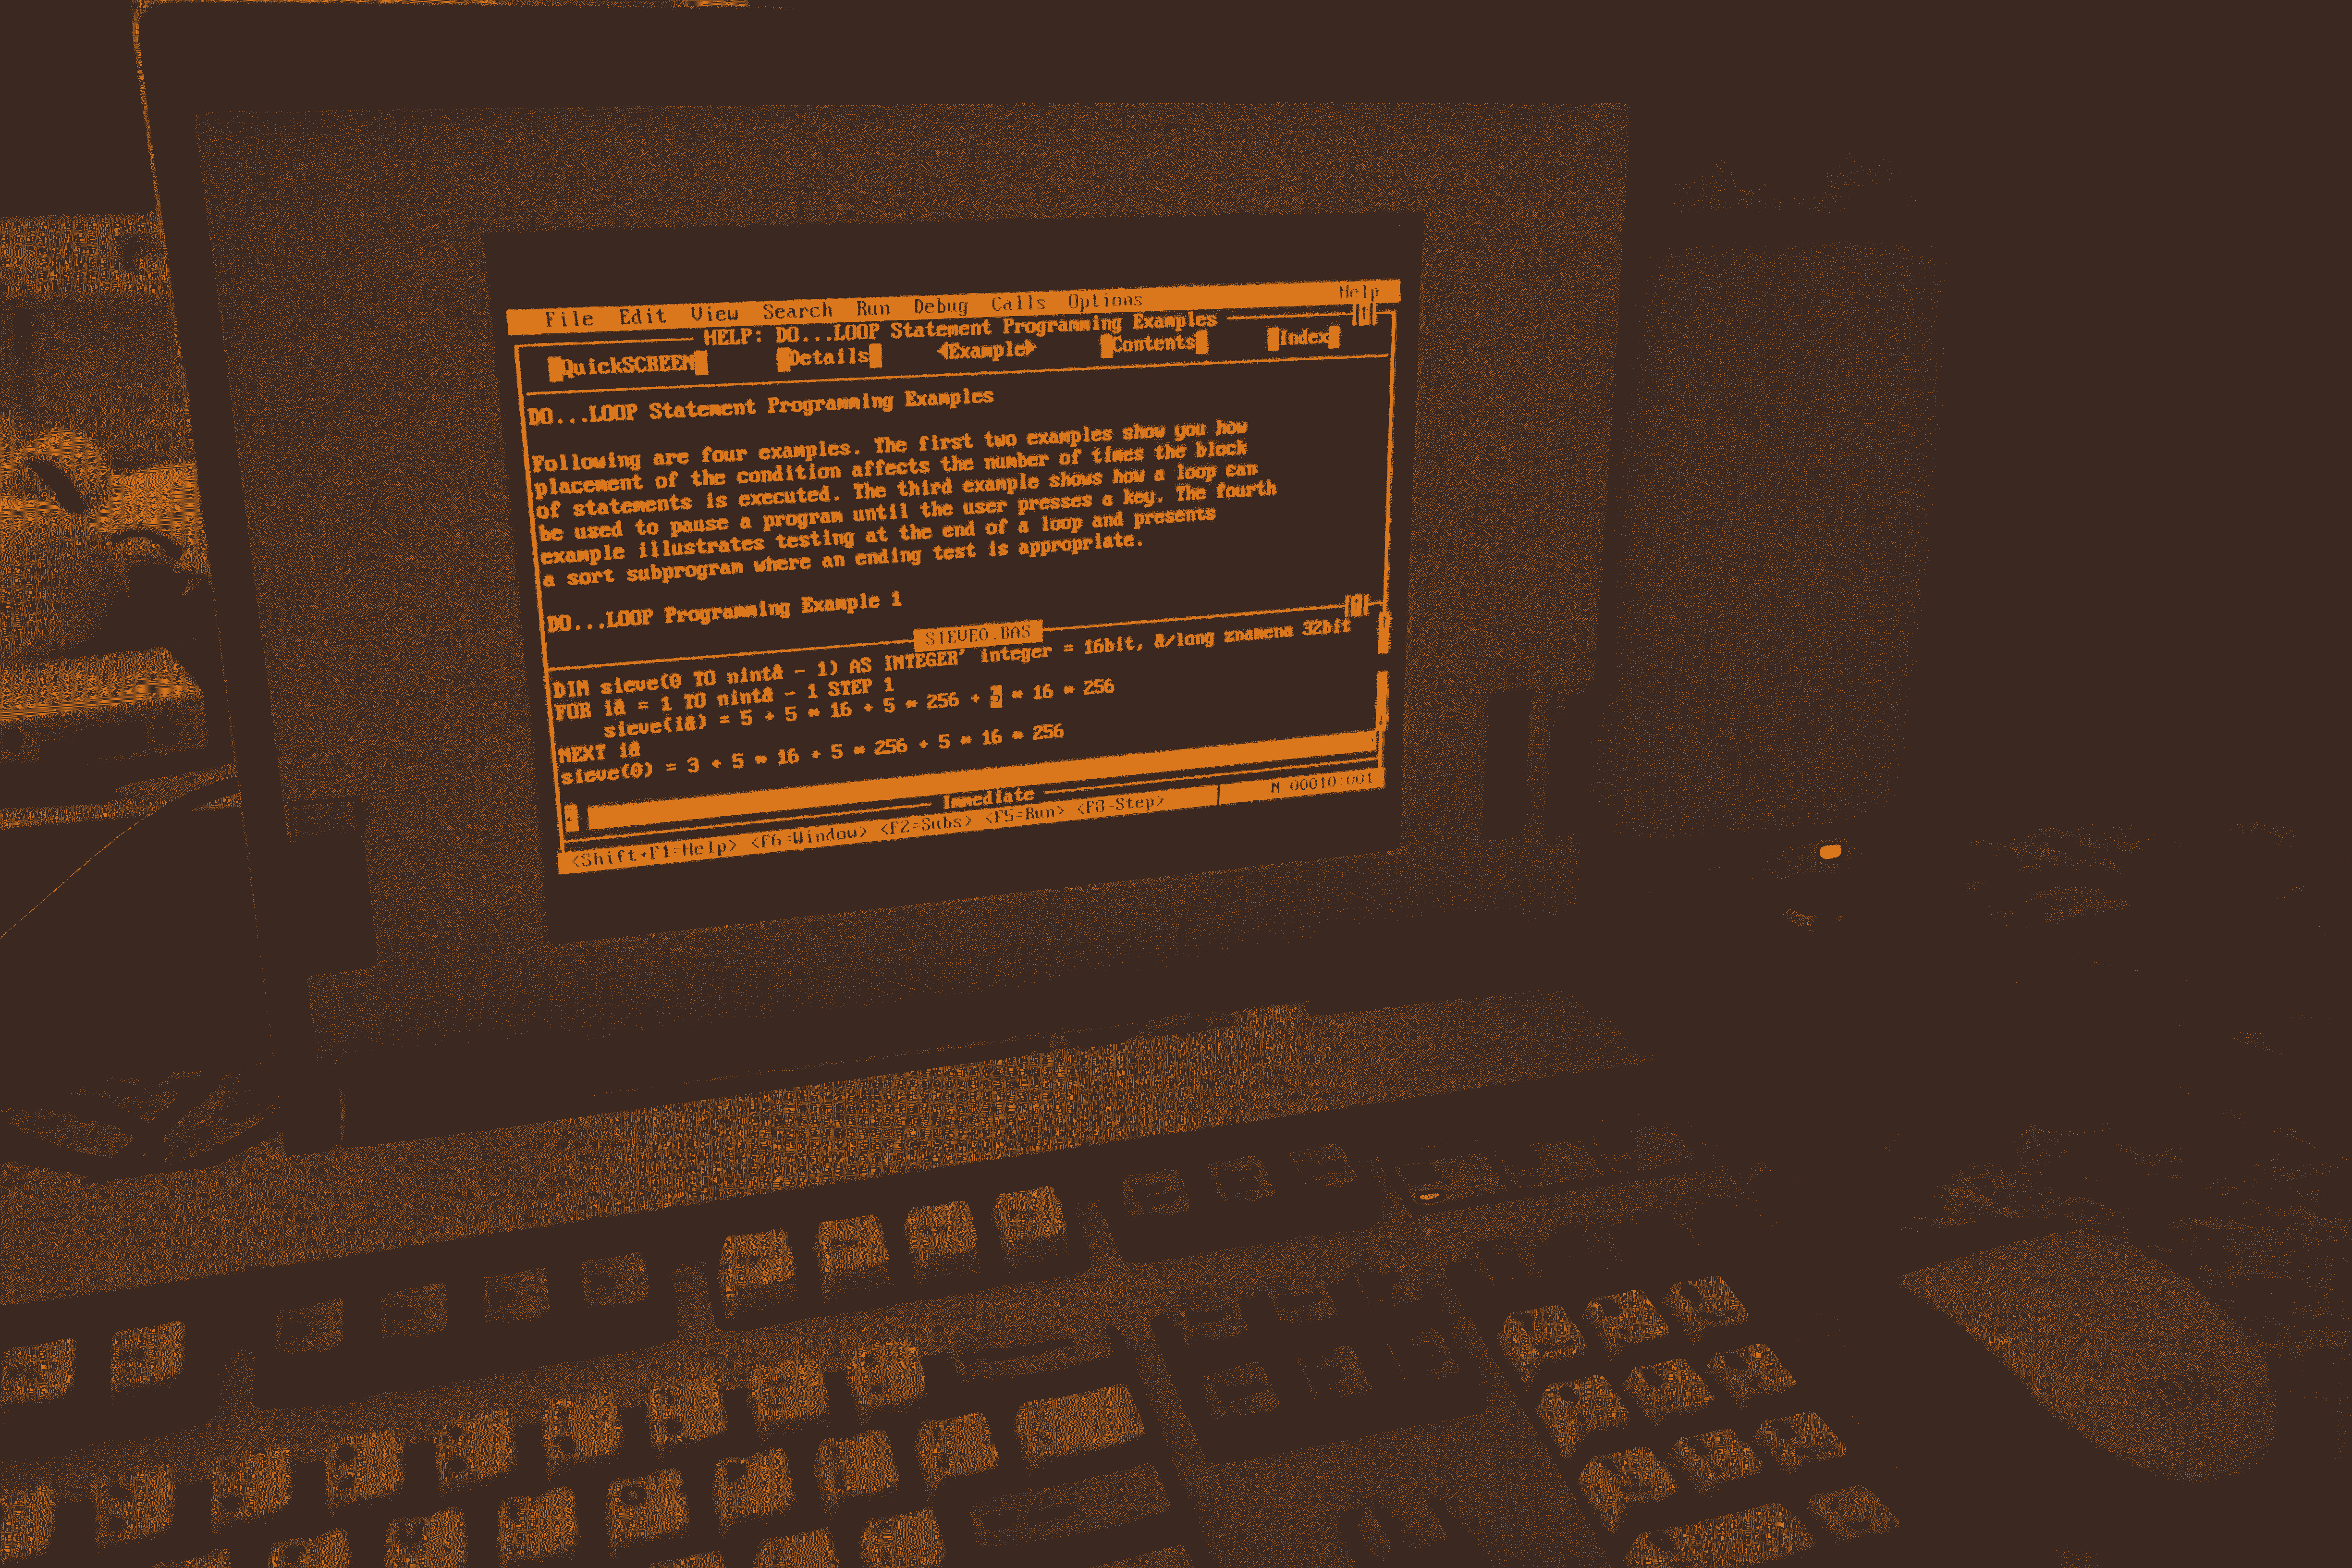 File Edit View Search Run Debug Calls Options Help
HELP: DO...LOOP Statement Programming Examples
QuickSCREEN Details Example Contents Index
DO...LOOP Statement Programming Examples
Following are four examples. The first two examples show you how
placement of the condition affects the number of times the block
of statements is executed. The third example shows how a loop can
be used to pause a program until the user presses a key. The fourth
example illustrates testing at the end of a loop and presents
a sort subprogram where an ending test is appropriate.
DO...LOOP Programming Example 1
SIEVEO.BAS
DIM sieve(0 TO nint& - 1) AS INTEGER' integer = 16bit, &/long znamena 32bit
FOR i& = 1 TO nint& - 1 STEP 1
sieve(i&) = 5 + 5 * 16 + 5 * 256 + 5 * 16 * 256
NEXT i&
sieve(0) = 3 + 5 * 16 + 5 * 256 + 5 * 16 * 256
Immediate
<Shift+F1=Help> <F6=Window> <F2=Subs> <F5=Run> <F8=Step> N 00010:001
F9 F10 F11 F12
F4
7
U
O
P
IBM